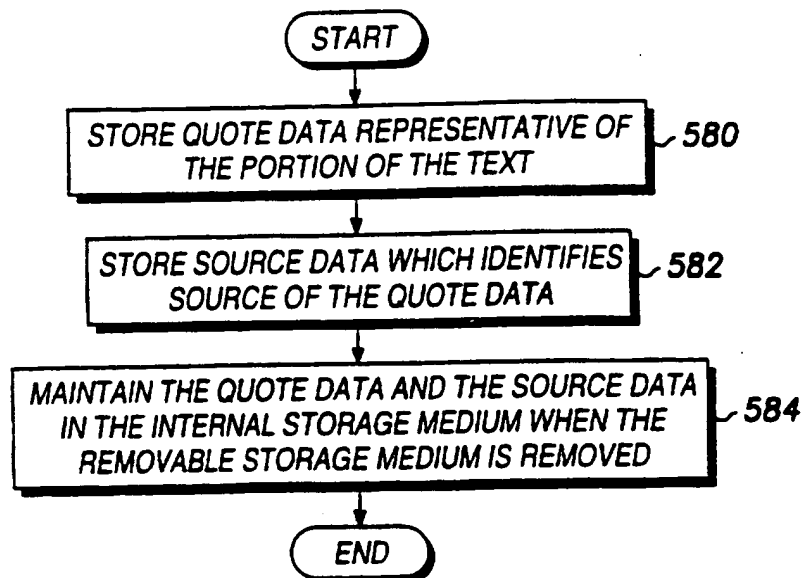 START
STORE QUOTE DATA REPRESENTATIVE OF
THE PORTION OF THE TEXT
580
STORE SOURCE DATA WHICH IDENTIFIES
SOURCE OF THE QUOTE DATA
582
MAINTAIN THE QUOTE DATA AND THE SOURCE DATA
IN THE INTERNAL STORAGE MEDIUM WHEN THE
REMOVABLE STORAGE MEDIUM IS REMOVED
584
END